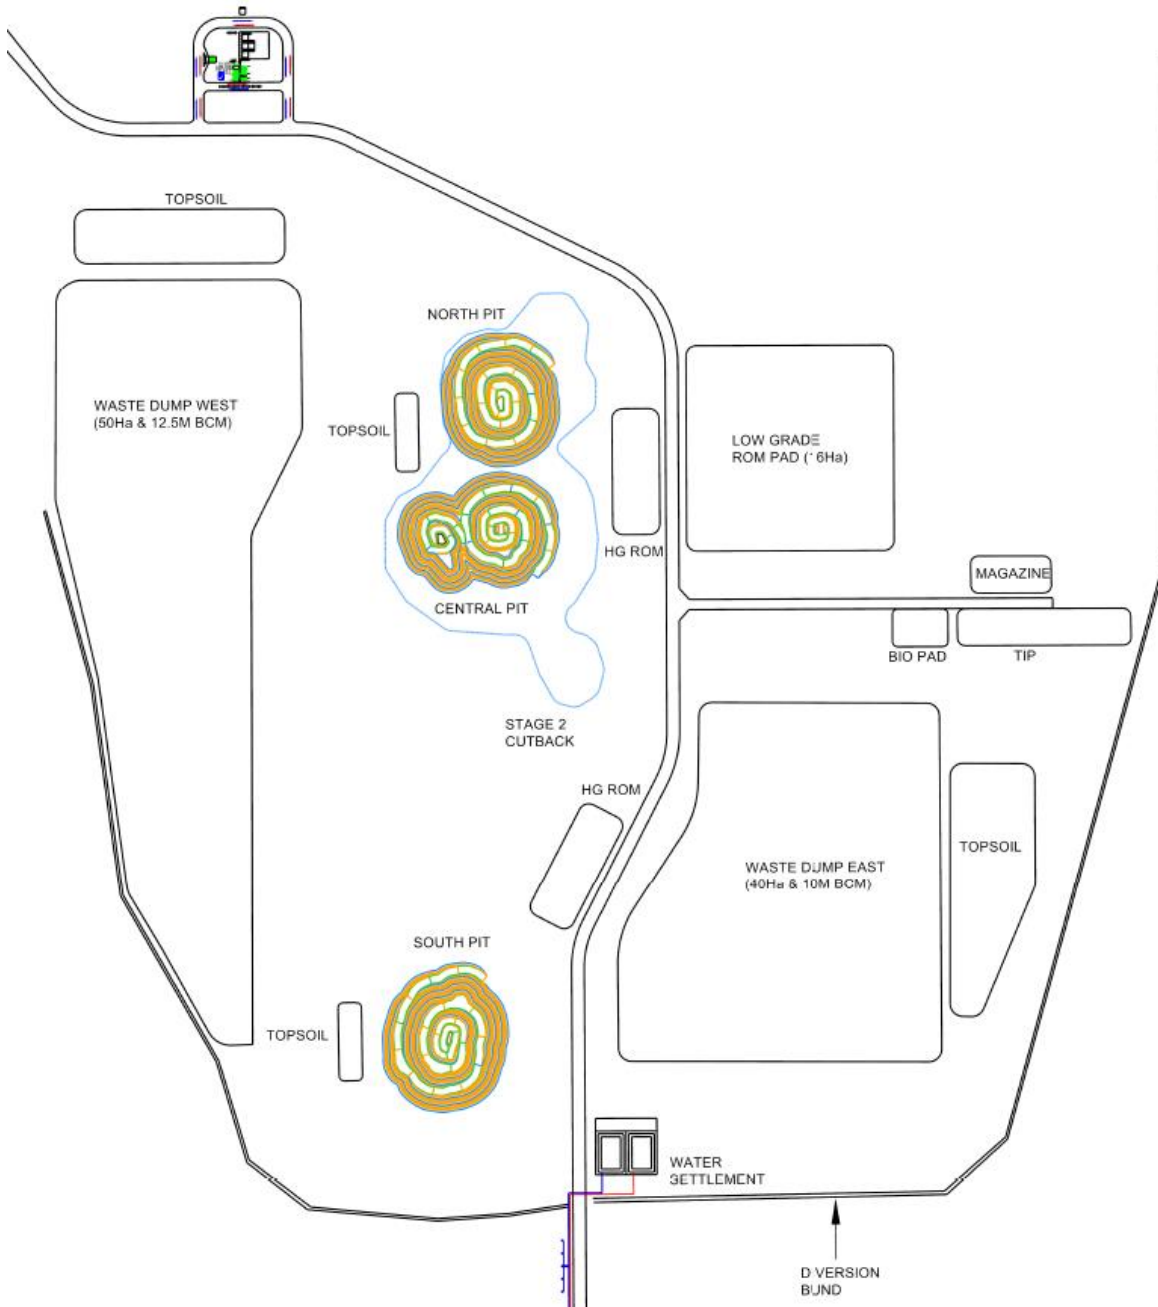 TOPSOIL
NORTH PIT
WASTE DUMP WEST
(50Ha & 12.5M BCM)
TOPSOIL
LOW GRADE
ROM PAD (16Ha)
HG ROM
MAGAZINE
CENTRAL PIT
BIO PAD
TIP
STAGE 2
CUTBACK
HG ROM
TOPSOIL
WASTE DUMP EAST
(40Ha & 10M BCM)
SOUTH PIT
TOPSOIL
WATER
SETTLEMENT
D VERSION
BUND